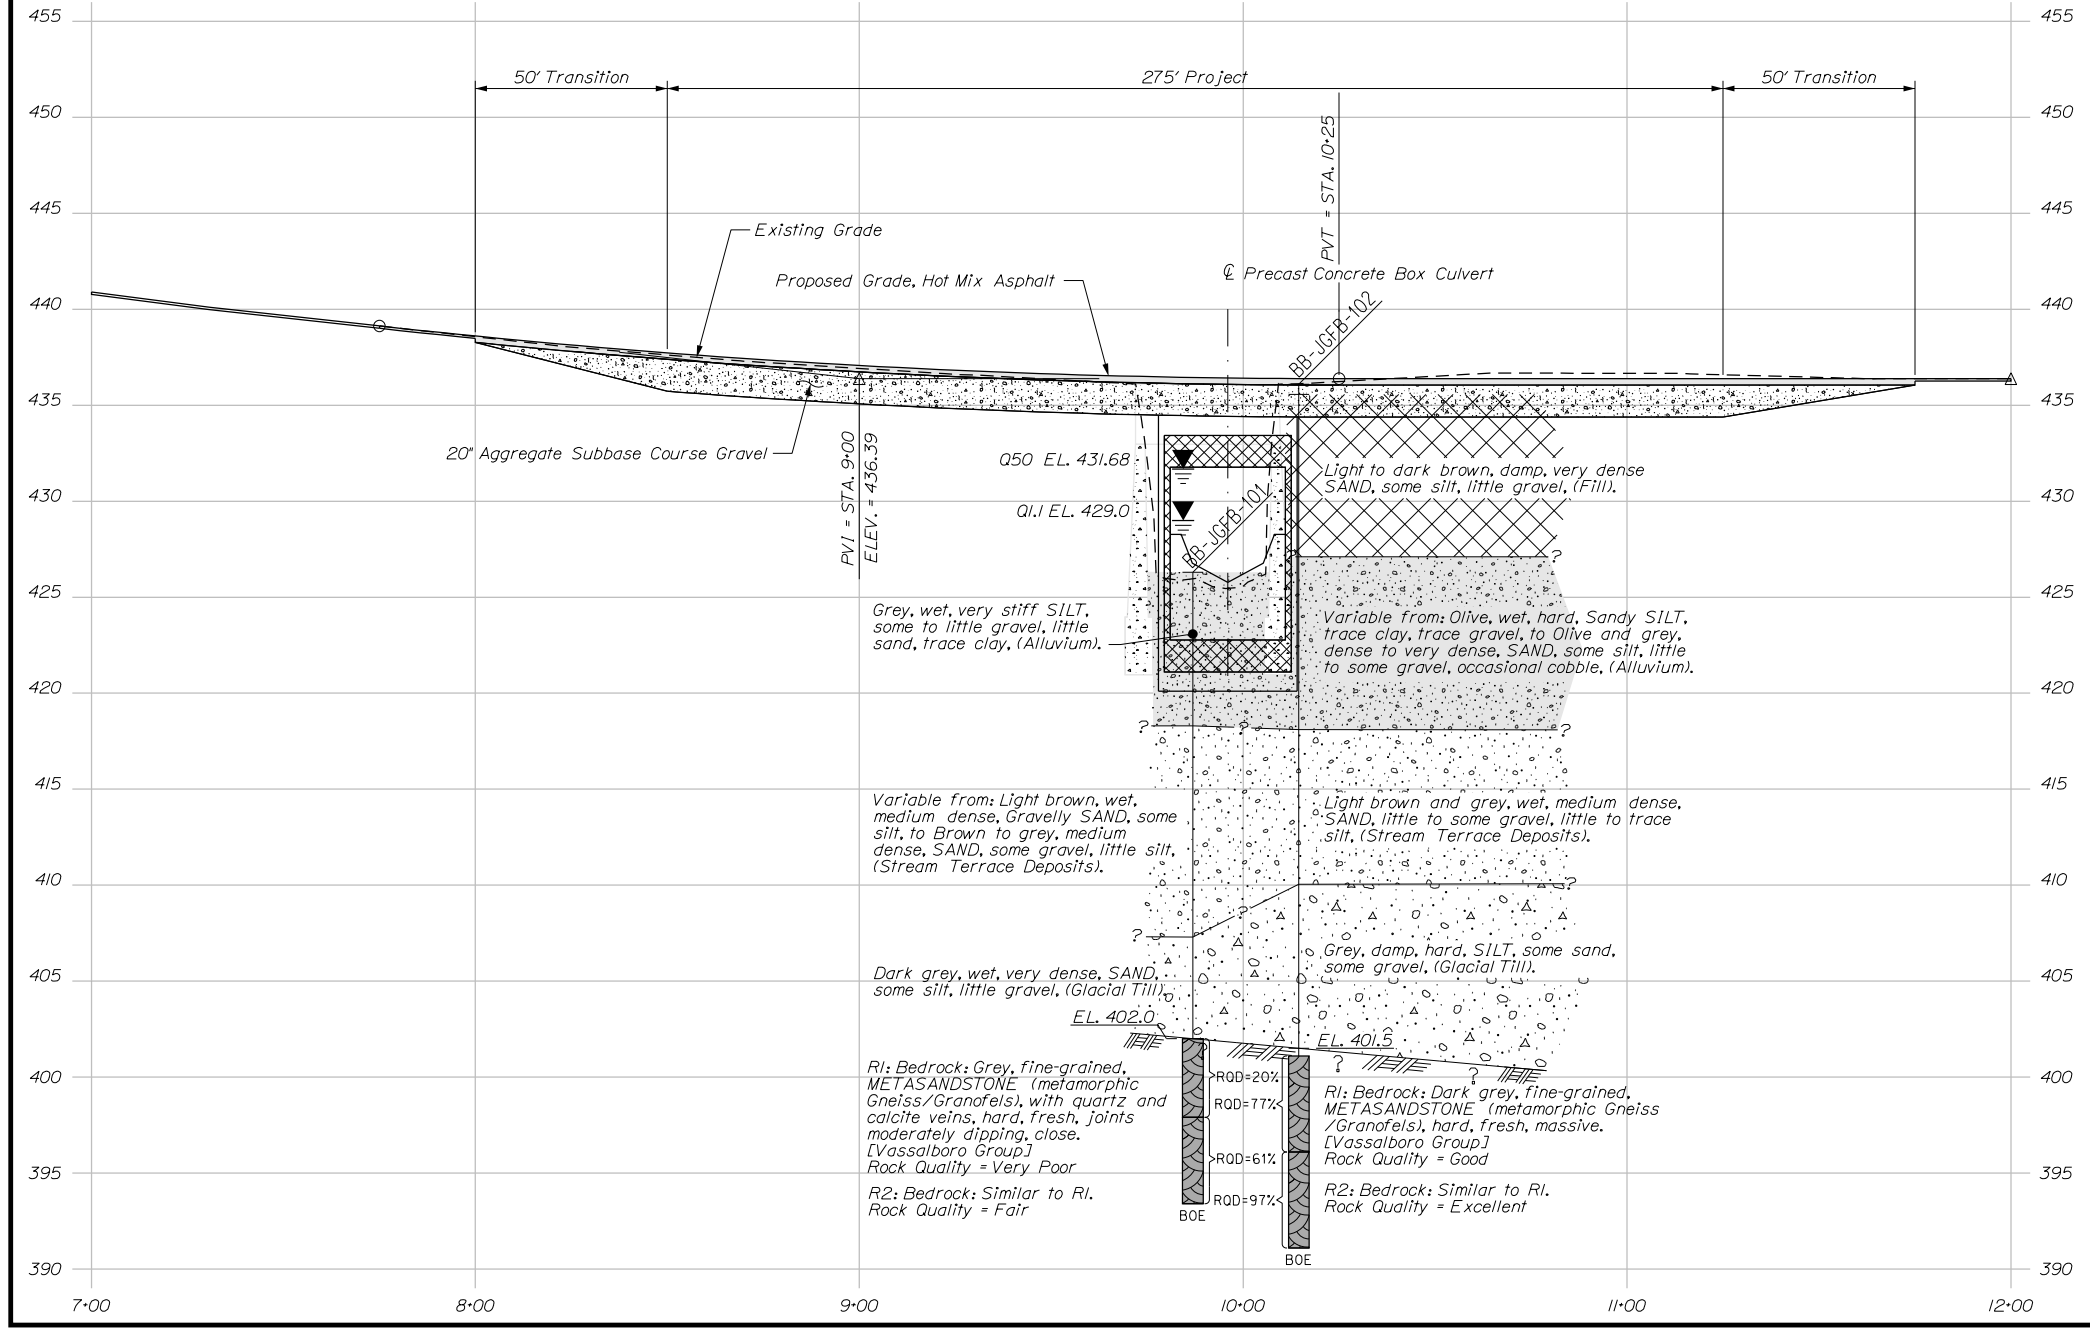 455
455
50' Transition
275' Project
50' Transition
450
450
PVT = STA. 10+25
445
445
Existing Grade
℄ Precast Concrete Box Culvert
Proposed Grade, Hot Mix Asphalt
440
440
BB-JGFB-102
435
435
20" Aggregate Subbase Course Gravel
PVI = STA. 9+00
ELEV. = 436.39
Q50 EL. 431.68
Light to dark brown, damp, very dense
SAND, some silt, little gravel, (Fill).
430
430
Q1.1 EL. 429.0
BB-JGFB-101
?
?
425
425
Grey, wet, very stiff SILT,
some to little gravel, little
sand, trace clay, (Alluvium).
Variable from: Olive, wet, hard, Sandy SILT,
trace clay, trace gravel, to Olive and grey,
dense to very dense, SAND, some silt, little
to some gravel, occasional cobble, (Alluvium).
420
420
?
?
?
415
415
Variable from: Light brown, wet,
medium dense, Gravelly SAND, some
silt, to Brown to grey, medium
dense, SAND, some gravel, little silt,
(Stream Terrace Deposits).
Light brown and grey, wet, medium dense,
SAND, little to some gravel, little to trace
silt, (Stream Terrace Deposits).
410
410
?
?
?
Grey, damp, hard, SILT, some sand,
some gravel, (Glacial Till).
405
405
Dark grey, wet, very dense, SAND,
some silt, little gravel, (Glacial Till).
EL. 402.0
EL. 401.5
?
?
?
400
400
R1: Bedrock: Grey, fine-grained,
METASANDSTONE (metamorphic
Gneiss/Granofels), with quartz and
calcite veins, hard, fresh, joints
moderately dipping, close.
[Vassalboro Group]
Rock Quality = Very Poor
R2: Bedrock: Similar to R1.
Rock Quality = Fair
RQD=20%
RQD=77%
RQD=61%
RQD=97%
R1: Bedrock: Dark grey, fine-grained,
METASANDSTONE (metamorphic Gneiss
/Granofels), hard, fresh, massive.
[Vassalboro Group]
Rock Quality = Good
R2: Bedrock: Similar to R1.
Rock Quality = Excellent
395
395
BOE
BOE
390
390
7+00
8+00
9+00
10+00
11+00
12+00